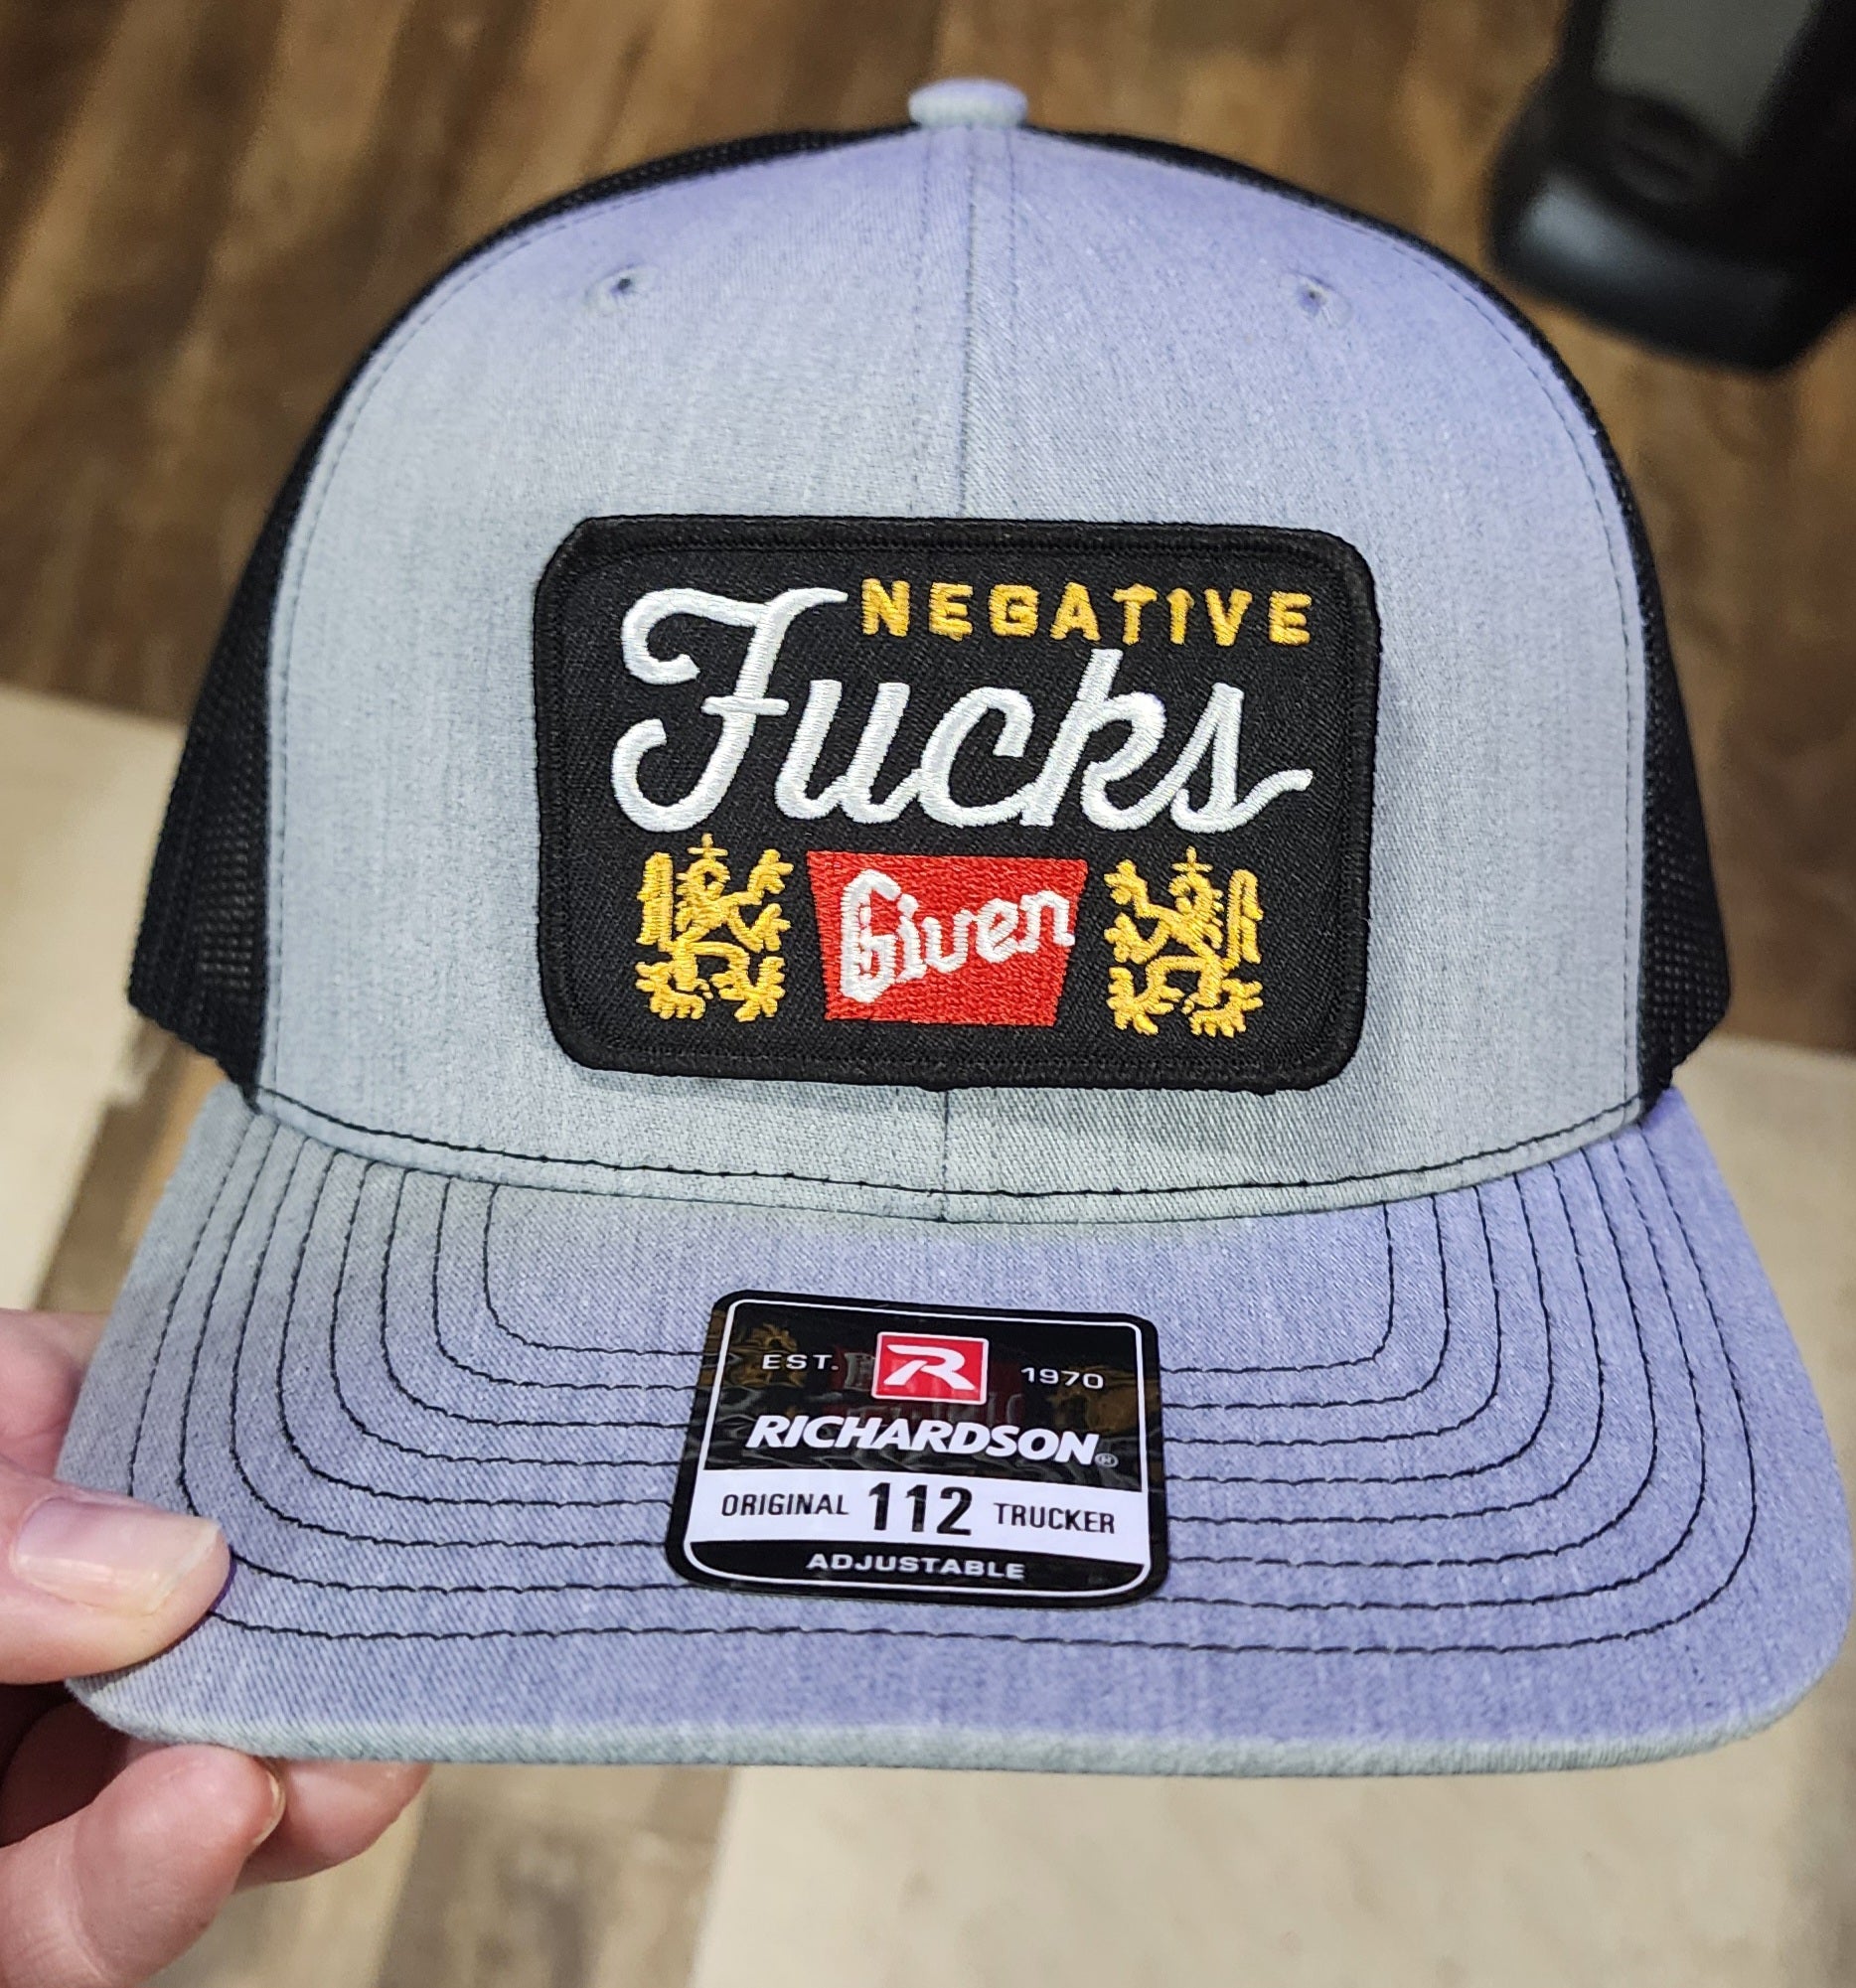 NEGATIVE
Fucks
Given
EST. R 1970
RICHARDSON®
ORIGINAL 112 TRUCKER
ADJUSTABLE